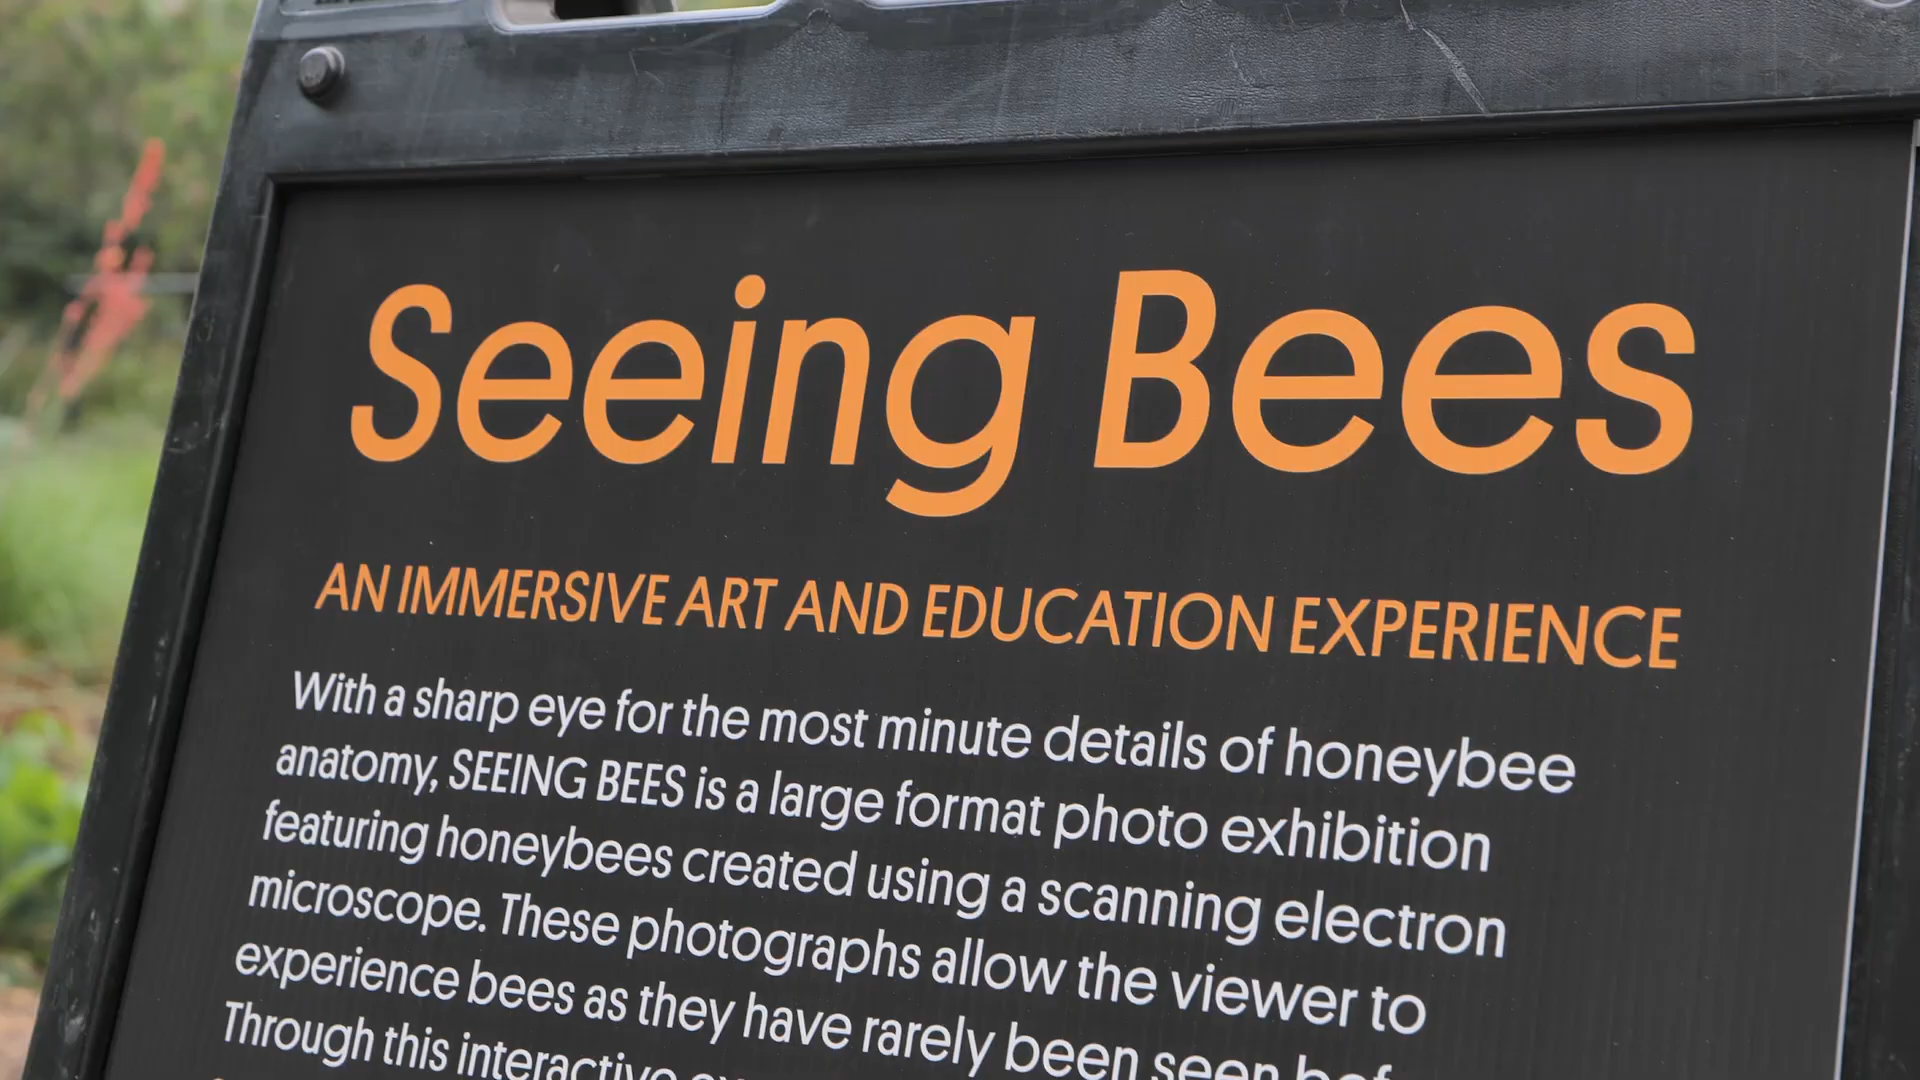 Seeing Bees
AN IMMERSIVE ART AND EDUCATION EXPERIENCE
With a sharp eye for the most minute details of honeybee
anatomy, SEEING BEES is a large format photo exhibition
featuring honeybees created using a scanning electron
microscope. These photographs allow the viewer to
experience bees as they have rarely been seen
Through this interactive